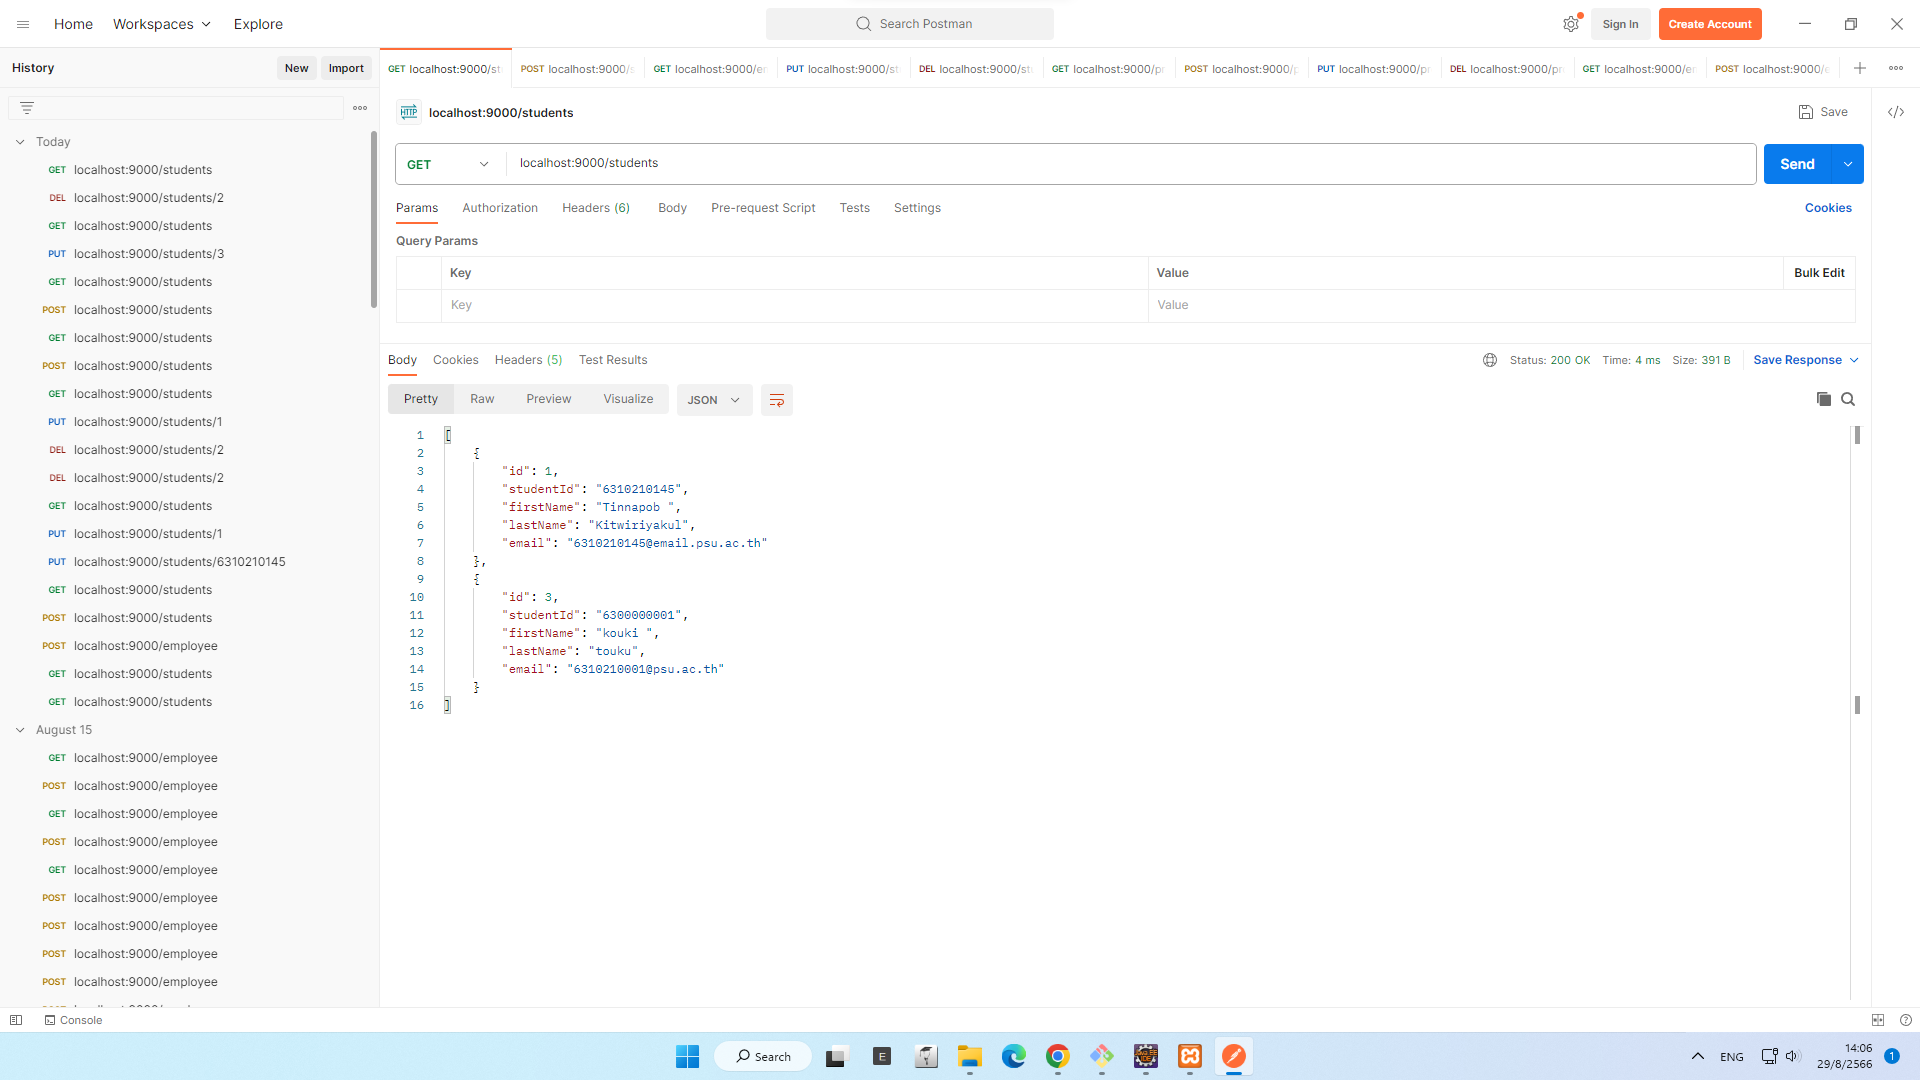 Home Workspaces Explore
Search Postman
Sign In Create Account
History New Import
Today
GET localhost:9000/students
DEL localhost:9000/students/2
GET localhost:9000/students
PUT localhost:9000/students/3
GET localhost:9000/students
POST localhost:9000/students
GET localhost:9000/students
POST localhost:9000/students
GET localhost:9000/students
PUT localhost:9000/students/1
DEL localhost:9000/students/2
DEL localhost:9000/students/2
GET localhost:9000/students
PUT localhost:9000/students/1
PUT localhost:9000/students/6310210145
GET localhost:9000/students
POST localhost:9000/students
POST localhost:9000/employee
GET localhost:9000/students
GET localhost:9000/students
August 15
GET localhost:9000/employee
POST localhost:9000/employee
GET localhost:9000/employee
POST localhost:9000/employee
GET localhost:9000/employee
POST localhost:9000/employee
POST localhost:9000/employee
POST localhost:9000/employee
POST localhost:9000/employee
GET localhost:9000/st POST localhost:9000/s GET localhost:9000/er PUT localhost:9000/st DEL localhost:9000/stu GET localhost:9000/pr POST localhost:9000/p PUT localhost:9000/pr DEL localhost:9000/pro GET localhost:9000/er POST localhost:9000/e
HTTP localhost:9000/students Save
GET localhost:9000/students Send
Params Authorization Headers (6) Body Pre-request Script Tests Settings Cookies
Query Params
Key Value Bulk Edit
Key Value
Body Cookies Headers (5) Test Results Status: 200 OK Time: 4 ms Size: 391 B Save Response
Pretty Raw Preview Visualize JSON
1 [
2 {
3 "id": 1,
4 "studentId": "6310210145",
5 "firstName": "Tinnapob ",
6 "lastName": "Kitwiriyakul",
7 "email": "6310210145@email.psu.ac.th"
8 },
9 {
10 "id": 3,
11 "studentId": "6300000001",
12 "firstName": "kouki ",
13 "lastName": "touku",
14 "email": "6310210001@psu.ac.th"
15 }
16 ]
Console
Search
E
ENG
14:06
29/8/2566
1